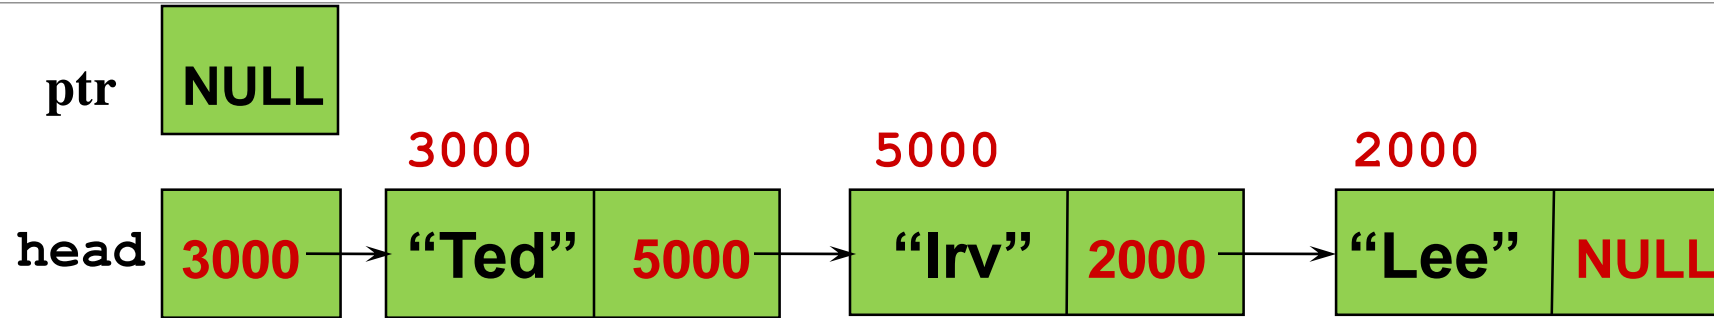 ptr NULL
3000 5000 2000
head 3000 “Ted” 5000 “Irv” 2000 “Lee” NULL